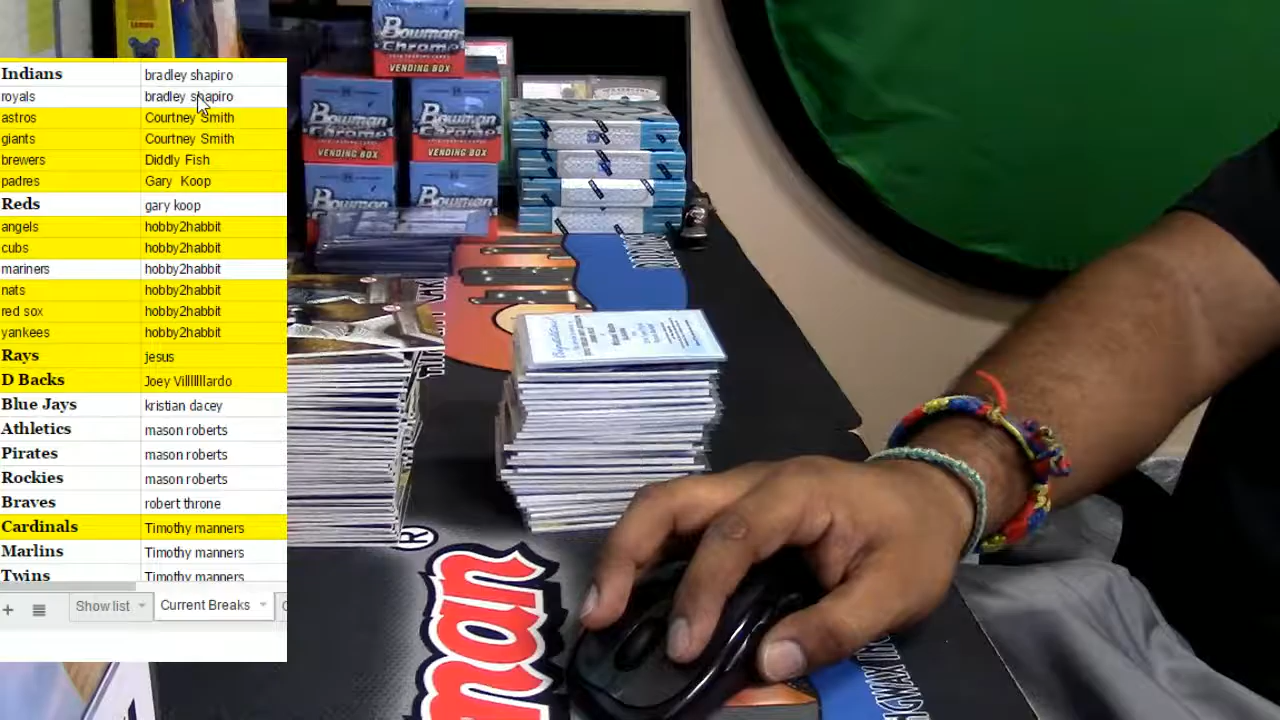 Indians bradley shapiro
royals bradley shapiro
astros Courtney Smith
giants Courtney Smith
brewers Diddly Fish
padres Gary Koop
Reds gary koop
angels hobby2habbit
cubs hobby2habbit
mariners hobby2habbit
nats hobby2habbit
red sox hobby2habbit
yankees hobby2habbit
Rays jesus
D Backs Joey Villlllllardo
Blue Jays kristian dacey
Athletics mason roberts
Pirates mason roberts
Rockies mason roberts
Braves robert throne
Cardinals Timothy manners
Marlins Timothy manners
Twins Timothy manners
+ Show list Current Breaks
Bowman
Chrome
VENDING BOX
Bowman
Chrome
VENDING BOX
Bowman
Chrome
VENDING BOX
Bowman
Bowman
Congratulations!
man
®